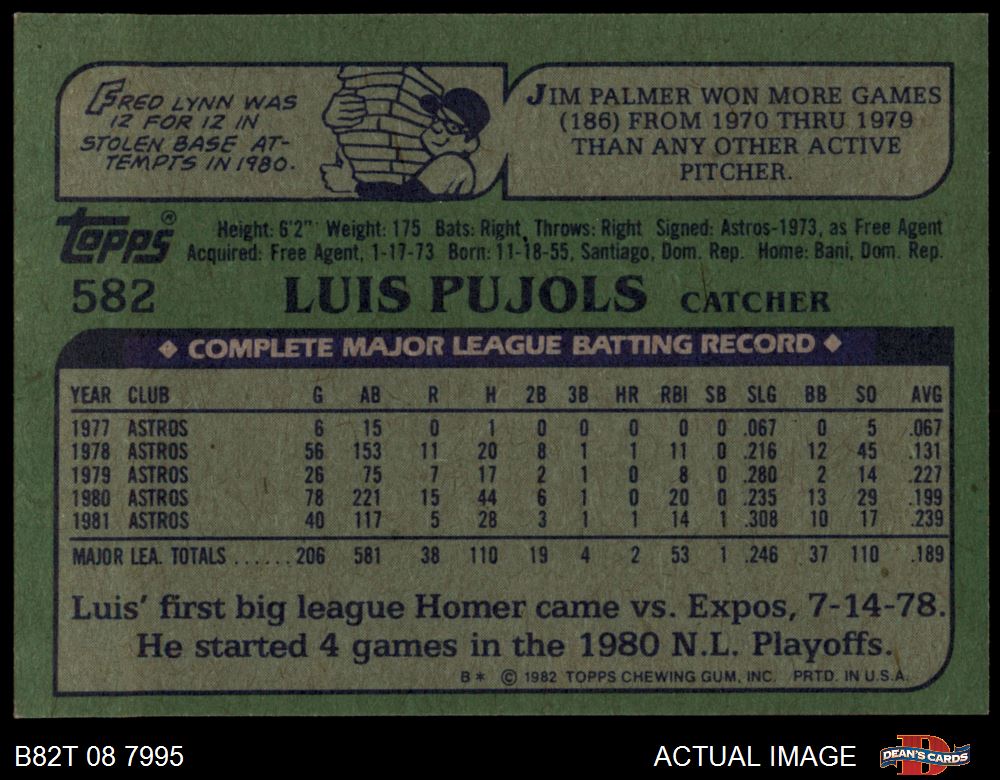 FRED LYNN WAS
12 FOR 12 IN
STOLEN BASE AT-
TEMPTS IN 1980.
JIM PALMER WON MORE GAMES
(186) FROM 1970 THRU 1979
THAN ANY OTHER ACTIVE
PITCHER.
Topps®
Height: 6'2" Weight: 175 Bats: Right, Throws: Right Signed: Astros-1973, as Free Agent
Acquired: Free Agent, 1-17-73 Born: 11-18-55, Santiago, Dom. Rep. Home: Bani, Dom. Rep.
582 LUIS PUJOLS CATCHER
◆ COMPLETE MAJOR LEAGUE BATTING RECORD ◆
YEAR CLUB G AB R H 2B 3B HR RBI SB SLG BB SO AVG
1977 ASTROS 6 15 0 1 0 0 0 0 0 .067 0 5 .067
1978 ASTROS 56 153 11 20 8 1 1 11 0 .216 12 45 .131
1979 ASTROS 26 75 7 17 2 1 0 8 0 .280 2 14 .227
1980 ASTROS 78 221 15 44 6 1 0 20 0 .235 13 29 .199
1981 ASTROS 40 117 5 28 3 1 1 14 1 .308 10 17 .239
MAJOR LEA. TOTALS ...... 206 581 38 110 19 4 2 53 1 .246 37 110 .189
Luis' first big league Homer came vs. Expos, 7-14-78.
He started 4 games in the 1980 N.L. Playoffs.
B* © 1982 TOPPS CHEWING GUM, INC. PRTD. IN U.S.A.
B82T 08 7995 ACTUAL IMAGE DEAN'S CARDS